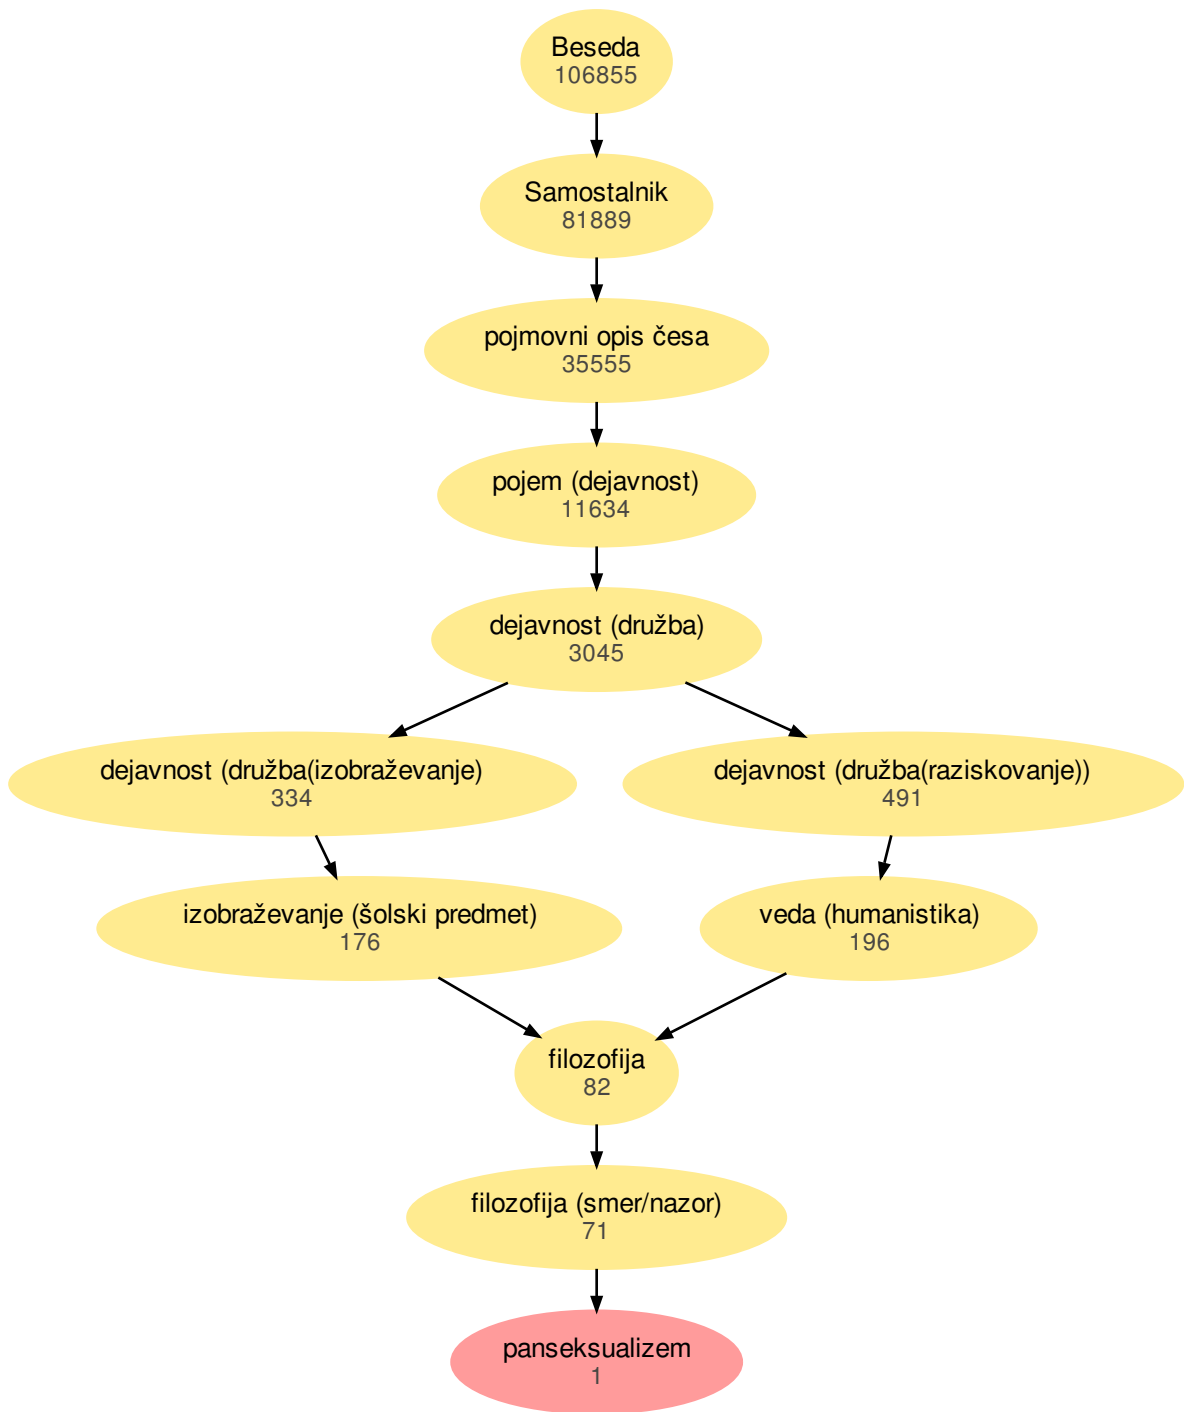 Beseda
106855
Samostalnik
81889
pojmovni opis česa
35555
pojem (dejavnost)
11634
dejavnost (družba)
3045
dejavnost (družba(izobraževanje)
334
dejavnost (družba(raziskovanje))
491
izobraževanje (šolski predmet)
176
veda (humanistika)
196
filozofija
82
filozofija (smer/nazor)
71
panseksualizem
1